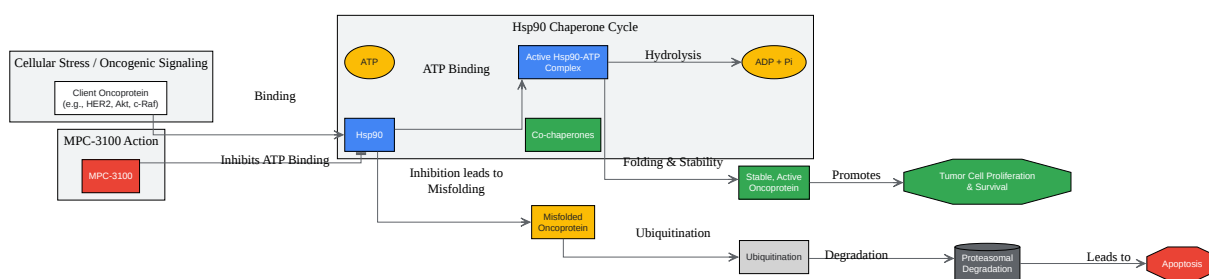 Hsp90 Chaperone Cycle
Cellular Stress / Oncogenic Signaling
Client Oncoprotein
(e.g., HER2, Akt, c-Raf)
Binding
ATP
ATP Binding
Active Hsp90-ATP
Complex
Hydrolysis
ADP + Pi
Hsp90
Co-chaperones
MPC-3100 Action
MPC-3100
Inhibits ATP Binding
Inhibition leads to
Misfolding
Folding & Stability
Stable, Active
Oncoprotein
Promotes
Tumor Cell Proliferation
& Survival
Misfolded
Oncoprotein
Ubiquitination
Ubiquitination
Degradation
Proteasomal
Degradation
Leads to
Apoptosis